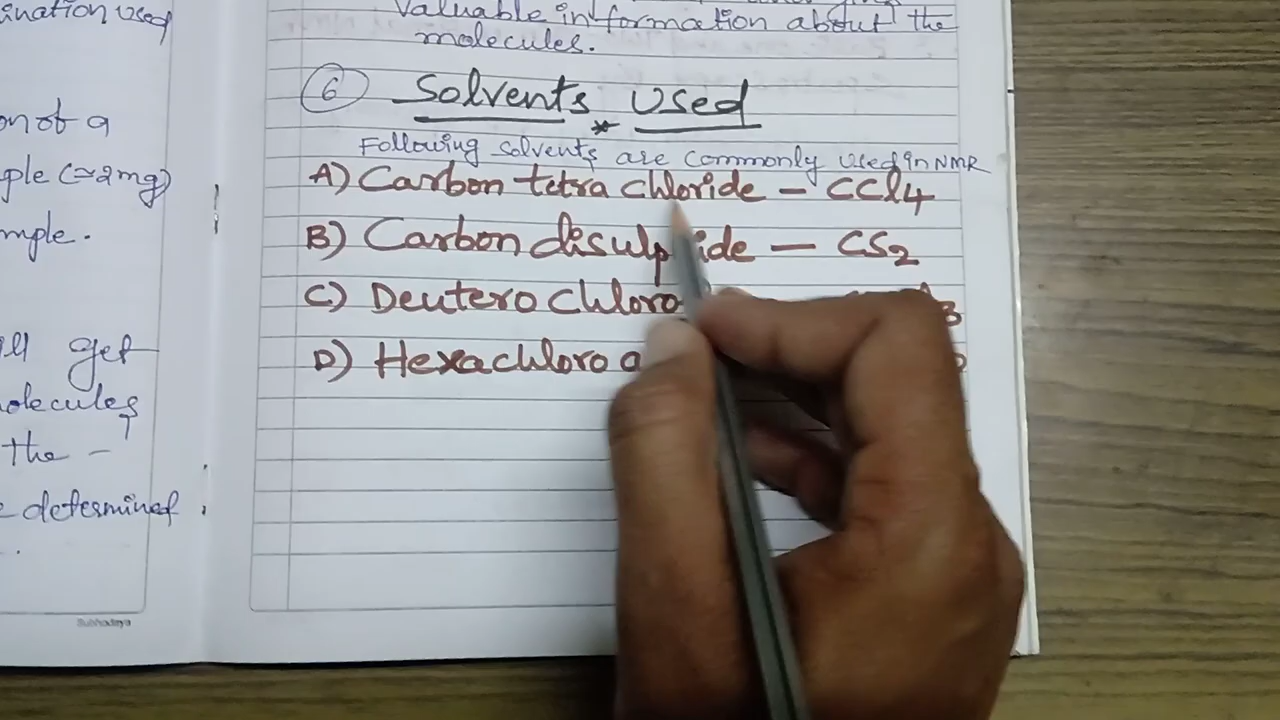 ination used
on of a
ple (≃2mg)
mple.
get
olecules
the -
determined
.
Subhadaya
Valuable information about the
molecules.
6 Solvents Used
*
Following solvents are commonly used in NMR
A) Carbon tetra chloride - CCl4
B) Carbon disulp ide - CS2
C) Deutero chloro
D) Hexachloro a